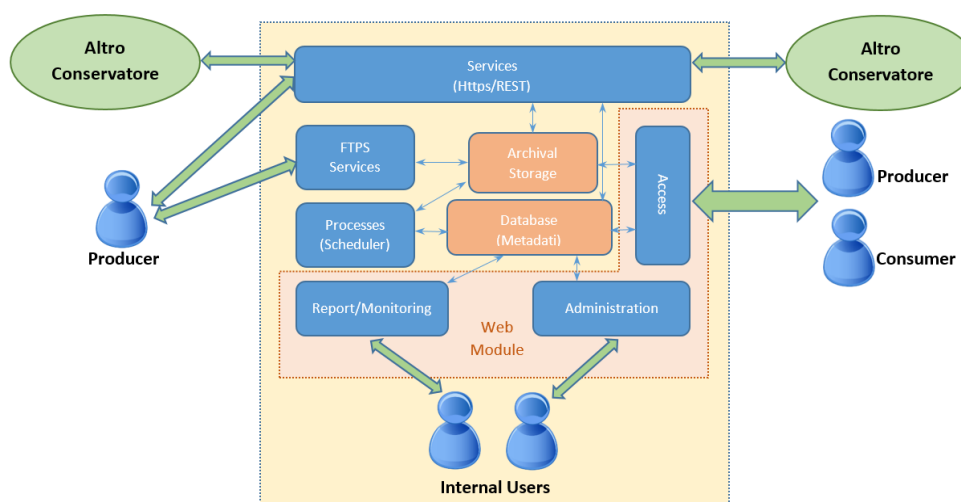 Altro
Conservatore
Services
(Https/REST)
Altro
Conservatore
FTPS
Services
Archival
Storage
Access
Producer
Processes
(Scheduler)
Database
(Metadati)
Producer
Consumer
Report/Monitoring
Administration
Web
Module
Internal Users